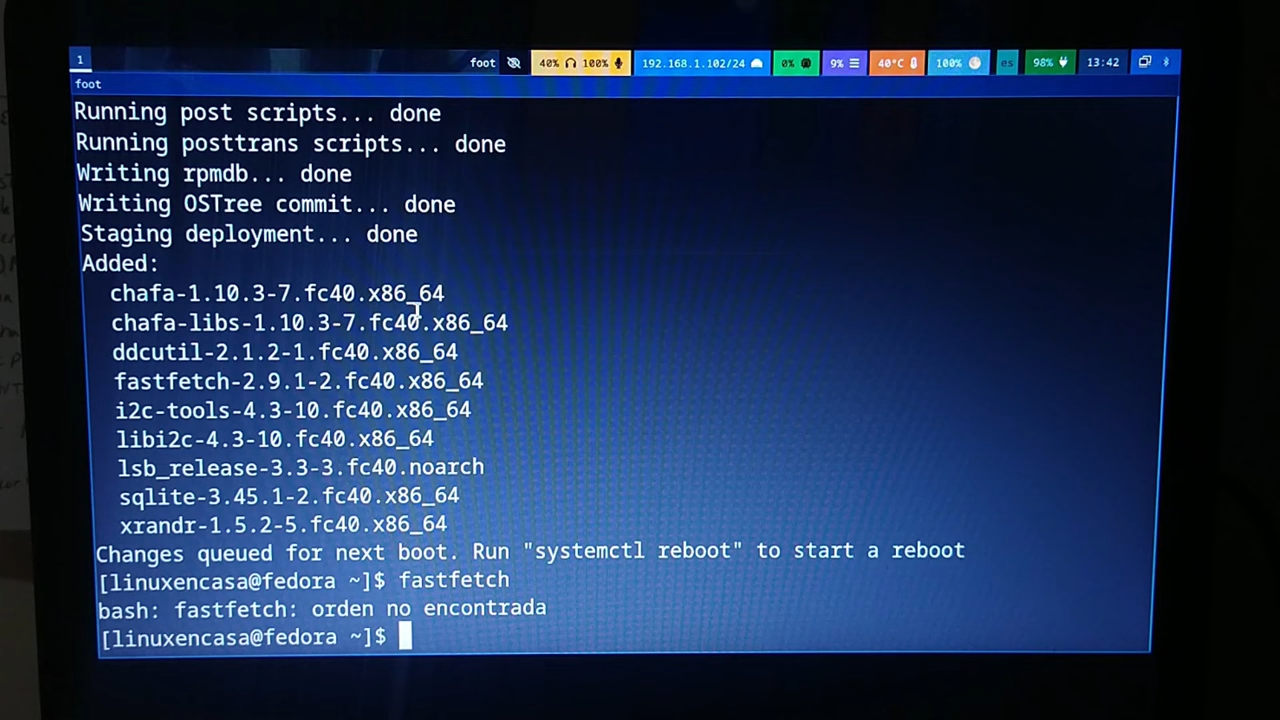 1 foot 40% 100% 192.168.1.102/24 0% 9% 40°C 100% es 98% 13:42
foot
Running post scripts... done
Running posttrans scripts... done
Writing rpmdb... done
Writing OSTree commit... done
Staging deployment... done
Added:
chafa-1.10.3-7.fc40.x86_64
chafa-libs-1.10.3-7.fc40.x86_64
ddcutil-2.1.2-1.fc40.x86_64
fastfetch-2.9.1-2.fc40.x86_64
i2c-tools-4.3-10.fc40.x86_64
libi2c-4.3-10.fc40.x86_64
lsb_release-3.3-3.fc40.noarch
sqlite-3.45.1-2.fc40.x86_64
xrandr-1.5.2-5.fc40.x86_64
Changes queued for next boot. Run "systemctl reboot" to start a reboot
[linuxencasa@fedora ~]$ fastfetch
bash: fastfetch: orden no encontrada
[linuxencasa@fedora ~]$